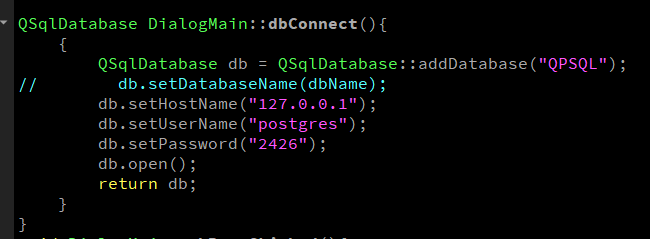 QSqlDatabase DialogMain::dbConnect(){
    {
        QSqlDatabase db = QSqlDatabase::addDatabase("QPSQL");
//        db.setDatabaseName(dbName);
        db.setHostName("127.0.0.1");
        db.setUserName("postgres");
        db.setPassword("2426");
        db.open();
        return db;
    }
}